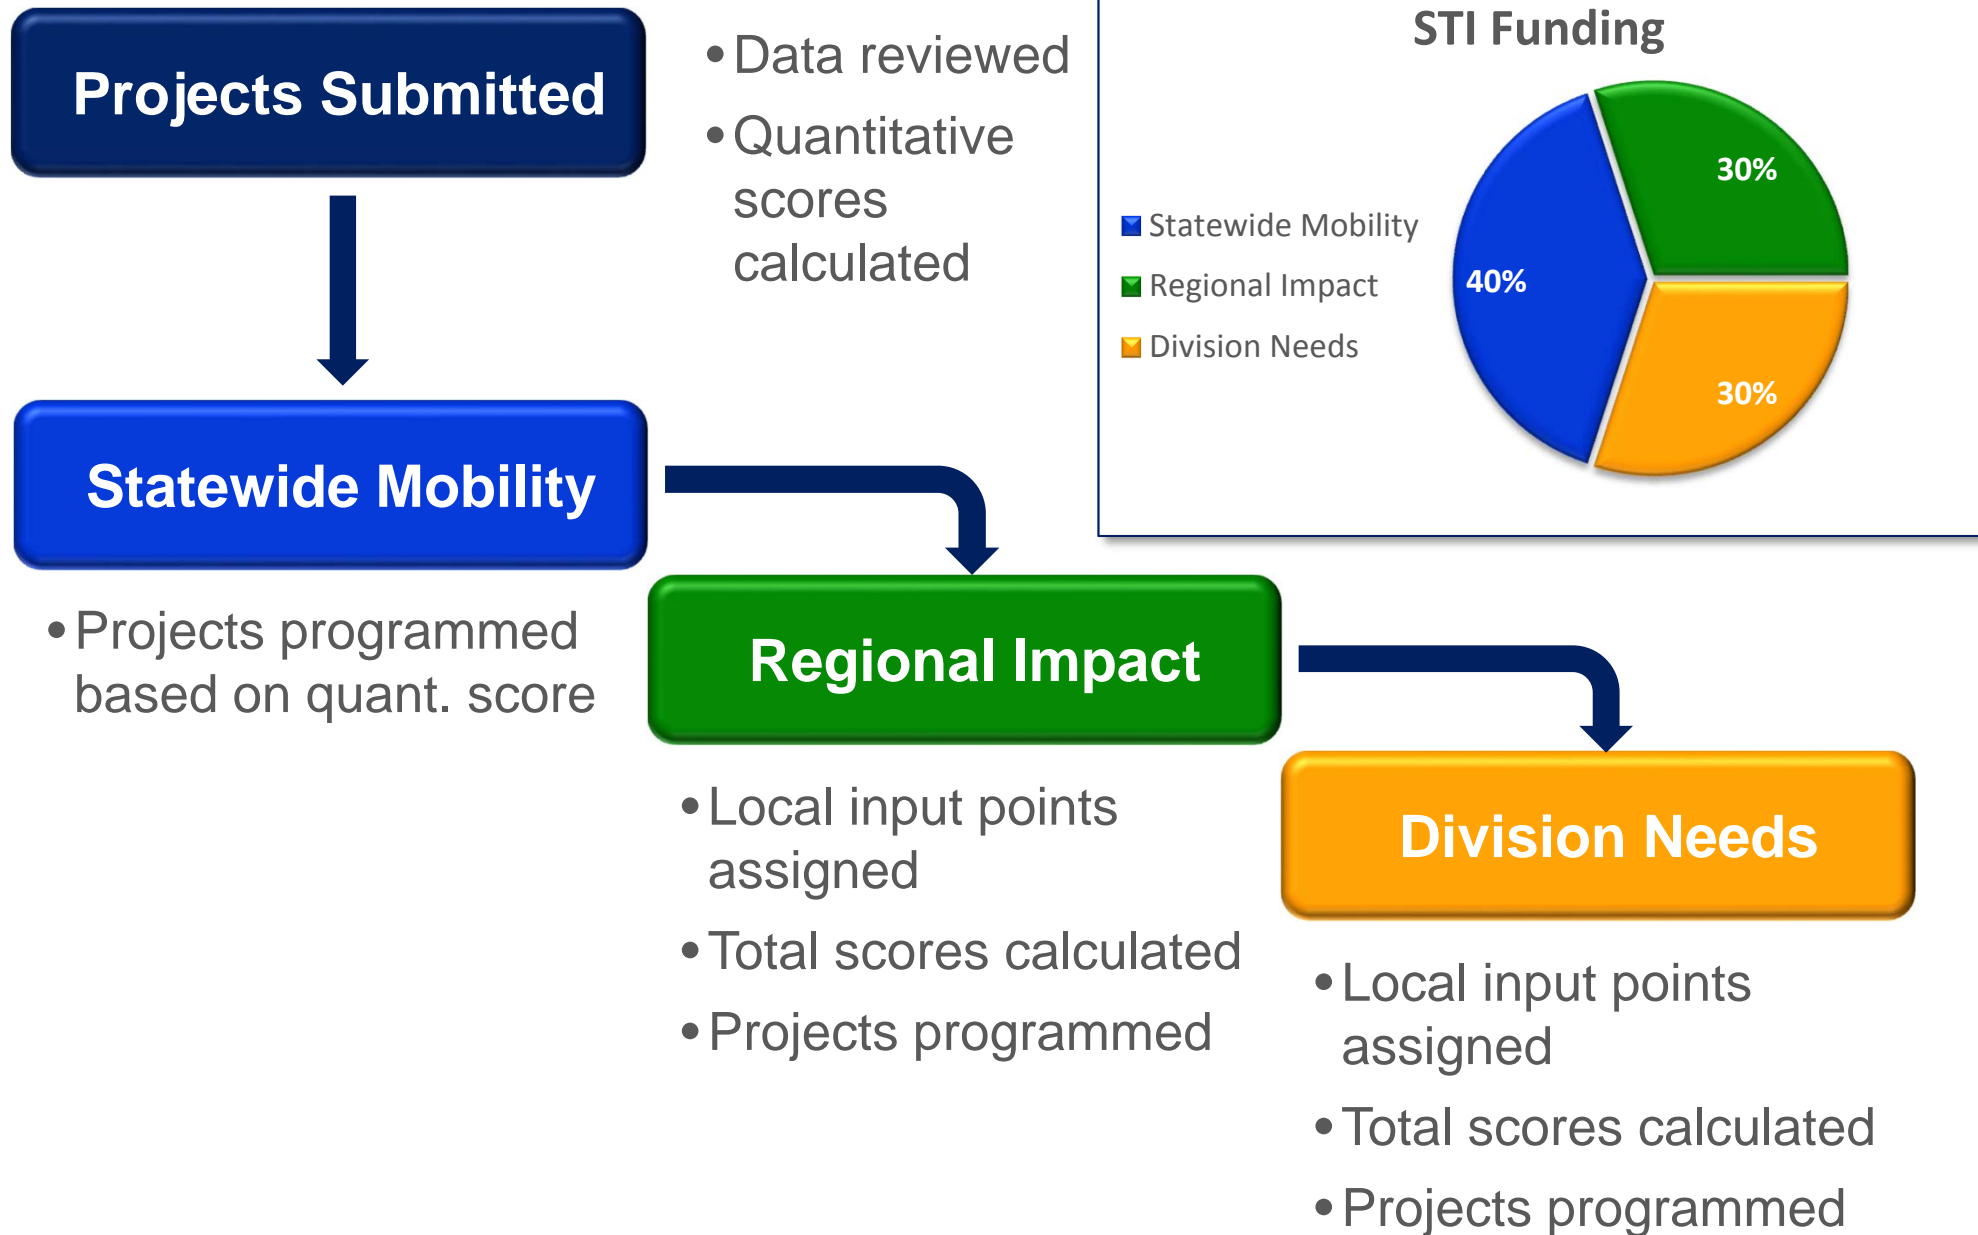 Projects Submitted
• Data reviewed
• Quantitative
scores
calculated
STI Funding
Statewide Mobility
Regional Impact
Division Needs
30%
40%
30%
Statewide Mobility
• Projects programmed
based on quant. score
Regional Impact
• Local input points
assigned
• Total scores calculated
• Projects programmed
Division Needs
• Local input points
assigned
• Total scores calculated
• Projects programmed